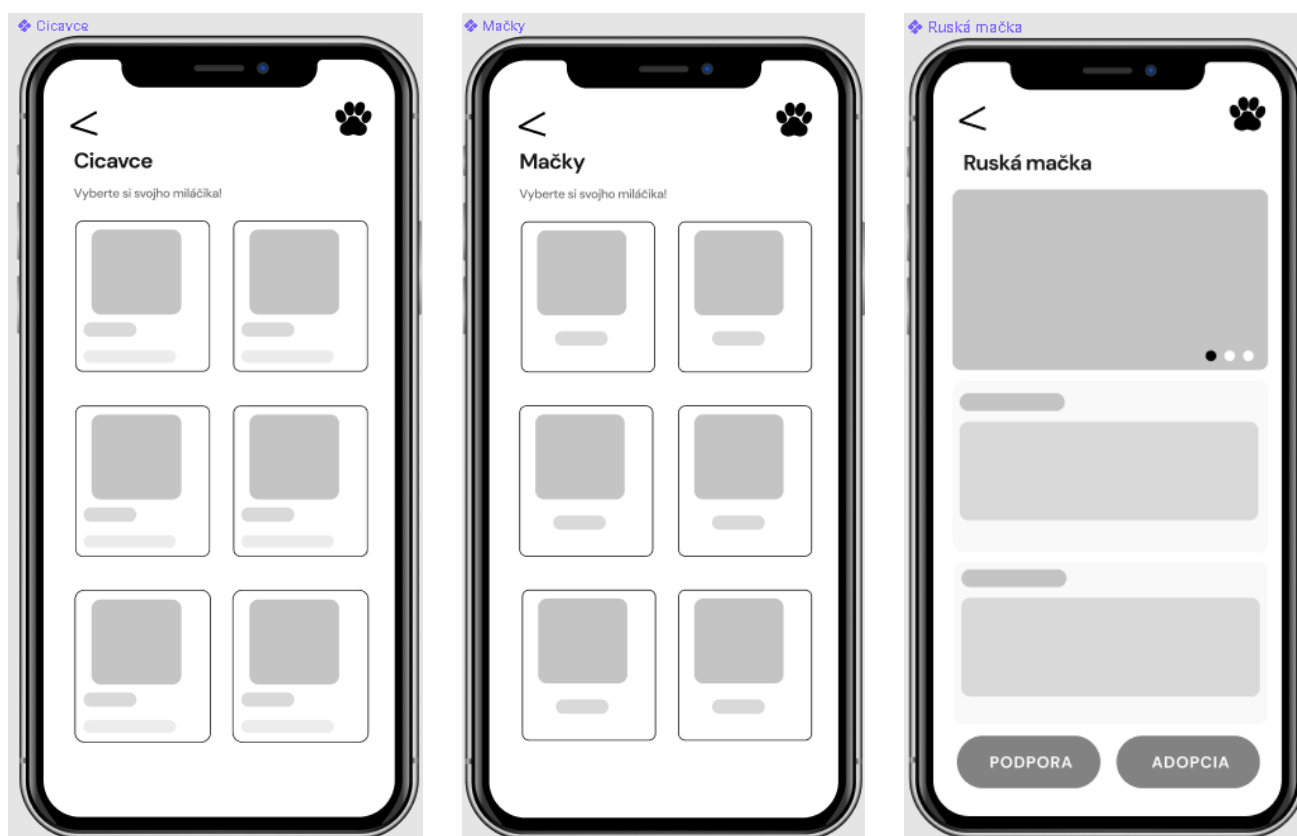 Cicavce
Mačky
Ruská mačka
<
Cicavce
Vyberte si svojho miláčika!
<
Mačky
Vyberte si svojho miláčika!
<
Ruská mačka
PODPORA
ADOPCIA